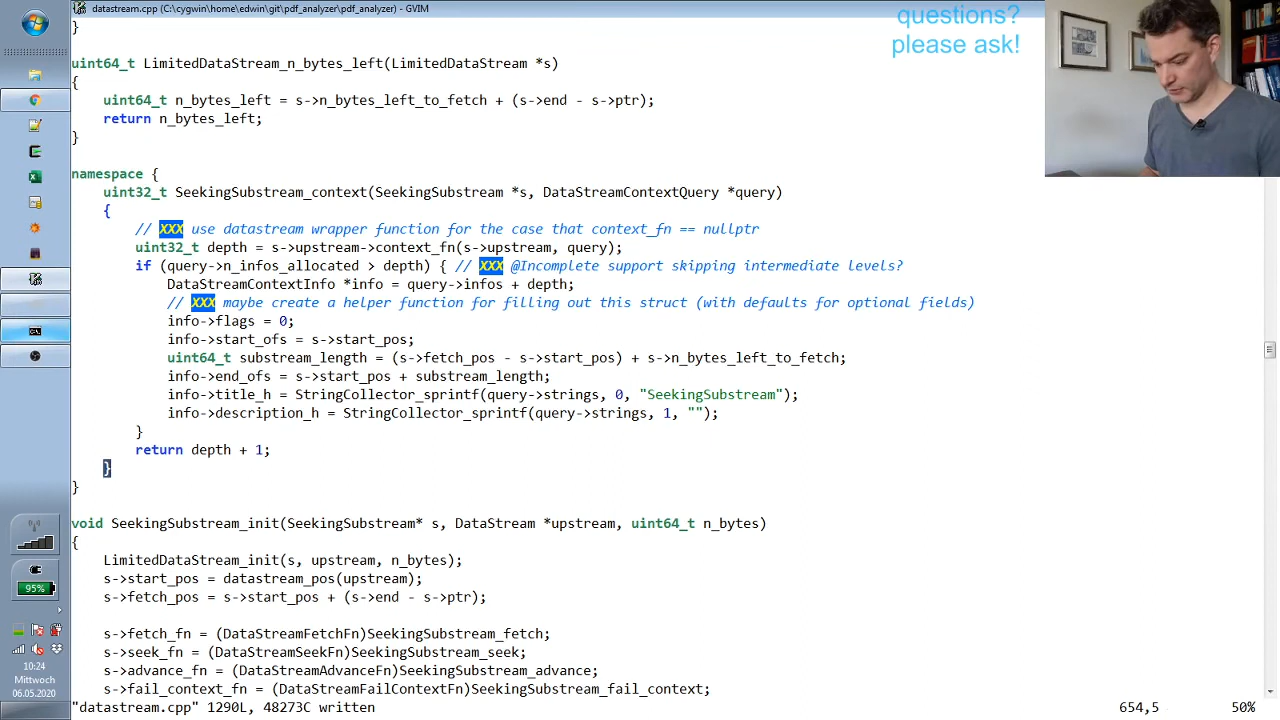 datastream.cpp (C:\cygwin\home\edwin\git\pdf_analyzer\pdf_analyzer) - GVIM
questions?
please ask!
}
uint64_t LimitedDataStream_n_bytes_left(LimitedDataStream *s)
{
    uint64_t n_bytes_left = s->n_bytes_left_to_fetch + (s->end - s->ptr);
    return n_bytes_left;
}
namespace {
    uint32_t SeekingSubstream_context(SeekingSubstream *s, DataStreamContextQuery *query)
    {
        // XXX use datastream wrapper function for the case that context_fn == nullptr
        uint32_t depth = s->upstream->context_fn(s->upstream, query);
        if (query->n_infos_allocated > depth) { // XXX @Incomplete support skipping intermediate levels?
            DataStreamContextInfo *info = query->infos + depth;
            // XXX maybe create a helper function for filling out this struct (with defaults for optional fields)
            info->flags = 0;
            info->start_ofs = s->start_pos;
            uint64_t substream_length = (s->fetch_pos - s->start_pos) + s->n_bytes_left_to_fetch;
            info->end_ofs = s->start_pos + substream_length;
            info->title_h = StringCollector_sprintf(query->strings, 0, "SeekingSubstream");
            info->description_h = StringCollector_sprintf(query->strings, 1, "");
        }
        return depth + 1;
    }
}
void SeekingSubstream_init(SeekingSubstream* s, DataStream *upstream, uint64_t n_bytes)
{
    LimitedDataStream_init(s, upstream, n_bytes);
    s->start_pos = datastream_pos(upstream);
    s->fetch_pos = s->start_pos + (s->end - s->ptr);
    s->fetch_fn = (DataStreamFetchFn)SeekingSubstream_fetch;
    s->seek_fn = (DataStreamSeekFn)SeekingSubstream_seek;
    s->advance_fn = (DataStreamAdvanceFn)SeekingSubstream_advance;
    s->fail_context_fn = (DataStreamFailContextFn)SeekingSubstream_fail_context;
"datastream.cpp" 1290L, 48273C written 654,5 50%
95%
10:24
Mittwoch
06.05.2020